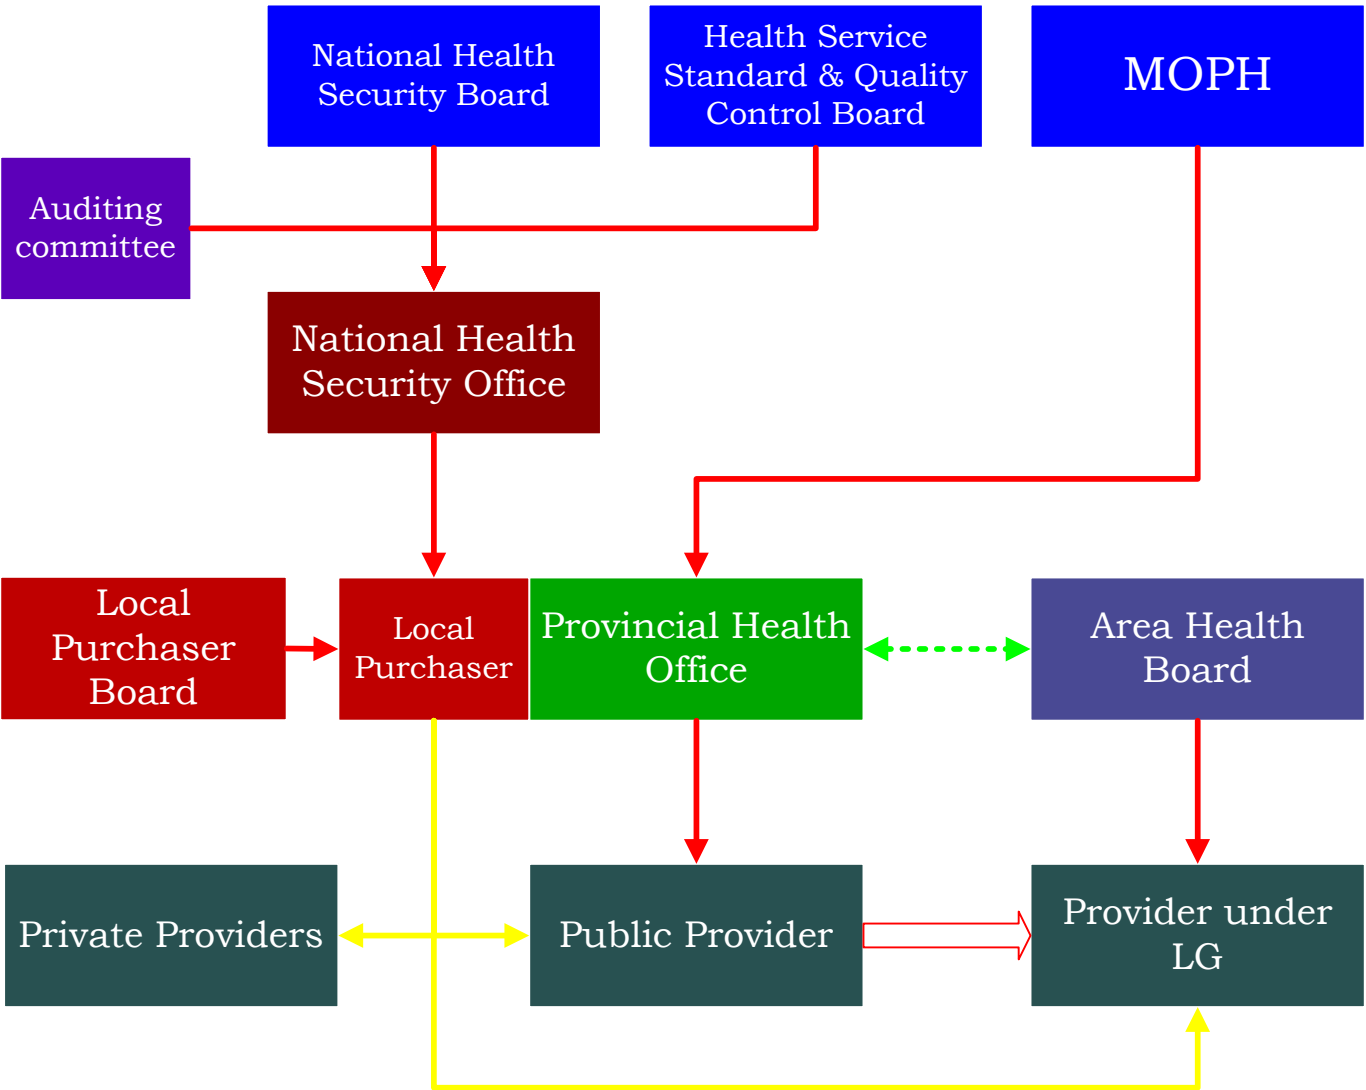 National Health
Security Board
Health Service
Standard & Quality
Control Board
MOPH
Auditing
committee
National Health
Security Office
Local
Purchaser
Board
Local
Purchaser
Provincial Health
Office
Area Health
Board
Private Providers
Public Provider
Provider under
LG